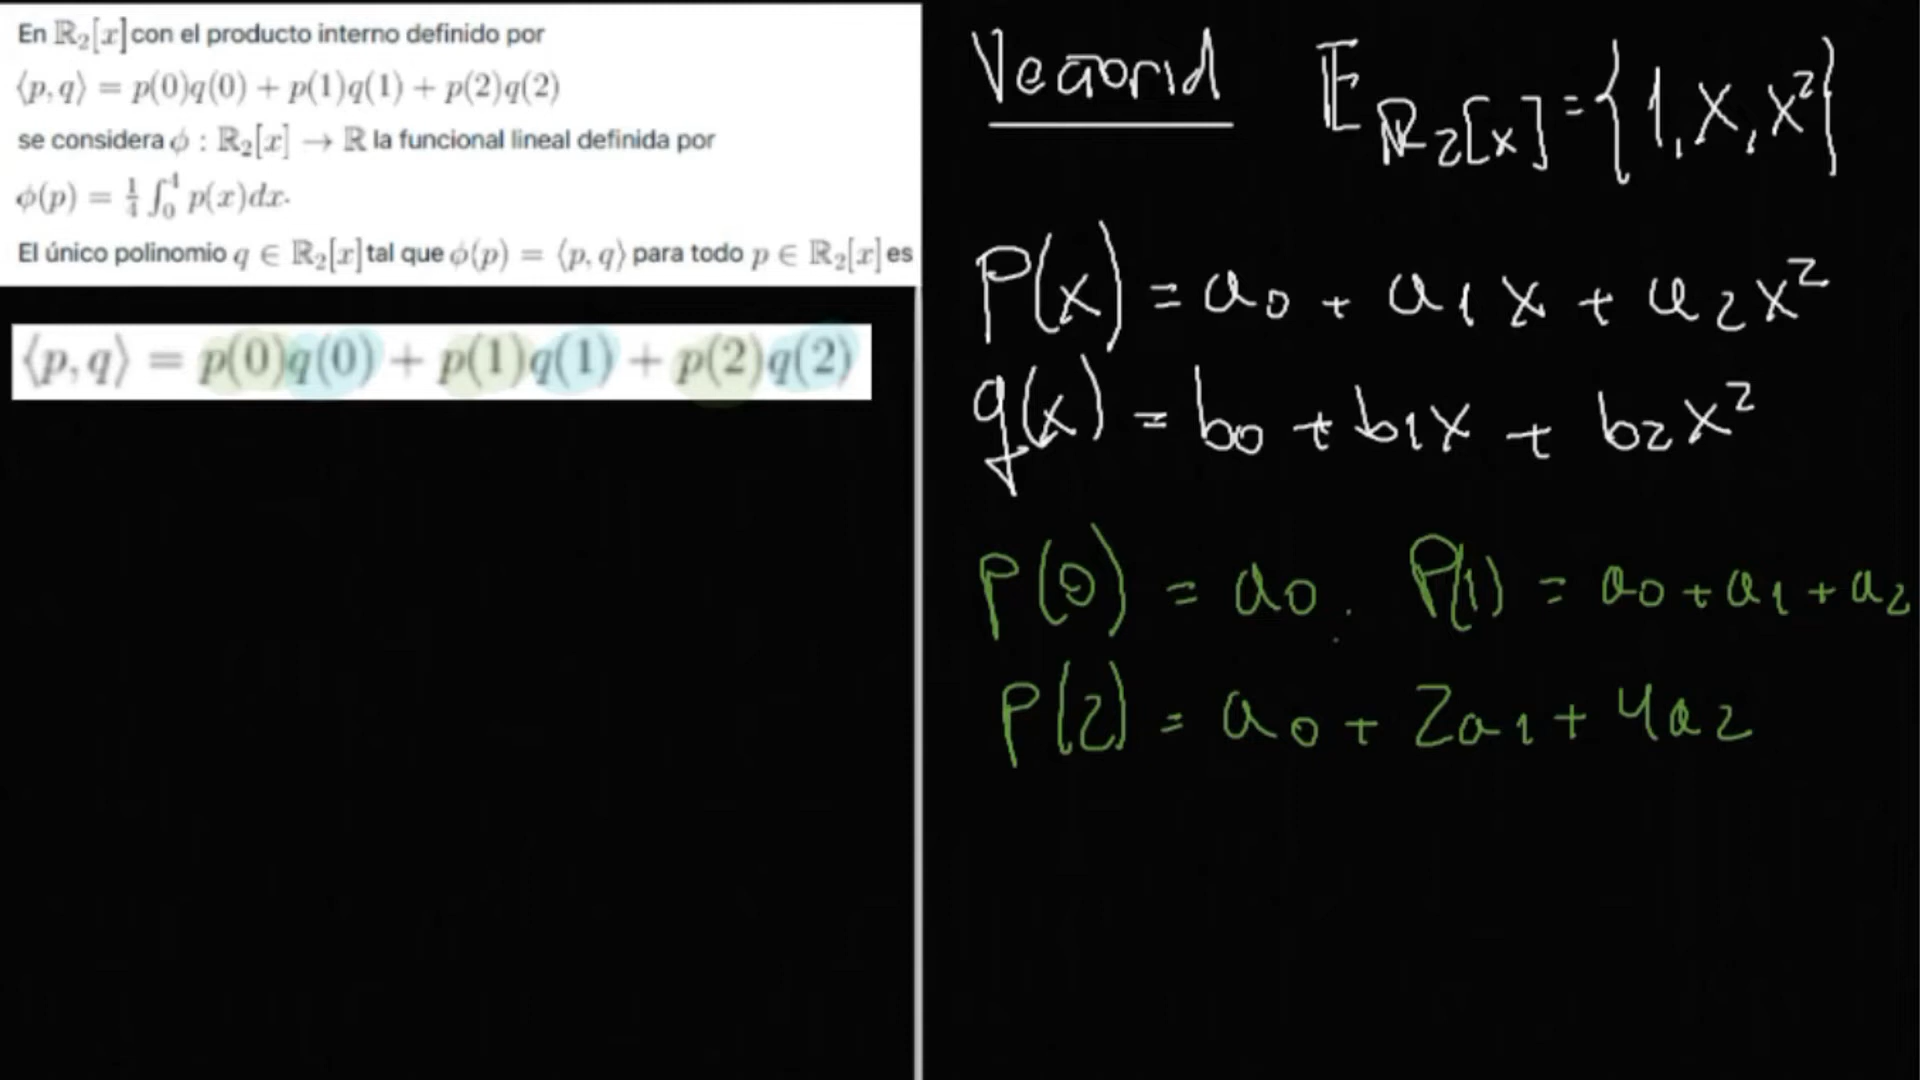 En ℝ₂[x] con el producto interno definido por
⟨p, q⟩ = p(0)q(0) + p(1)q(1) + p(2)q(2)
se considera ϕ : ℝ₂[x] → ℝ la funcional lineal definida por
ϕ(p) = 1/4 ∫₀⁴ p(x)dx.
El único polinomio q ∈ ℝ₂[x] tal que ϕ(p) = ⟨p, q⟩ para todo p ∈ ℝ₂[x] es
⟨p, q⟩ = p(0)q(0) + p(1)q(1) + p(2)q(2)
E ℝ₂[x] = {1, x, x²}
P(x) = a₀ + a₁x + a₂x²
q(x) = b₀ + b₁x + b₂x²
P(0) = a₀. P(1) = a₀ + a₁ + a₂
P(2) = a₀ + 2a₁ + 4a₂